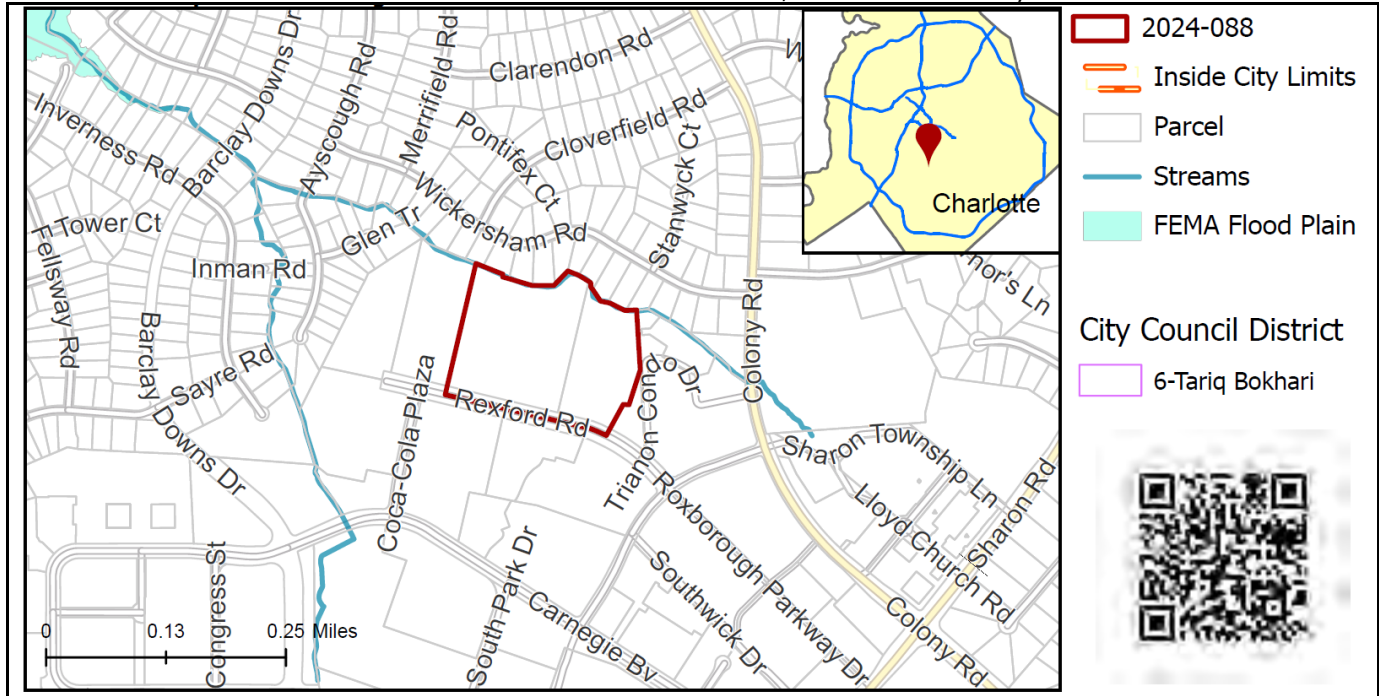 Clarendon Rd
Merrifield Rd
Ayscough Rd
Barclay Downs Dr
Inverness Rd
Cloverfield Rd
Pontifex Ct
Stanwyck Ct
Wickersham Rd
Glen Tr
Tower Ct
Fellsway Rd
Inman Rd
Barclay Downs Dr
Sayre Rd
Coca-Cola Plaza
Rexford Rd
Trianon Condo Dr
Colony Rd
Sharon Township Ln
Lloyd Church Rd
Sharon Rd
Roxborough Parkway Dr
Southwick Dr
Colony Rd
South Park Dr
Carnegie Bv
Congress St
0 0.13 0.25 Miles
Charlotte
2024-088
Inside City Limits
Parcel
Streams
FEMA Flood Plain
City Council District
6-Tariq Bokhari